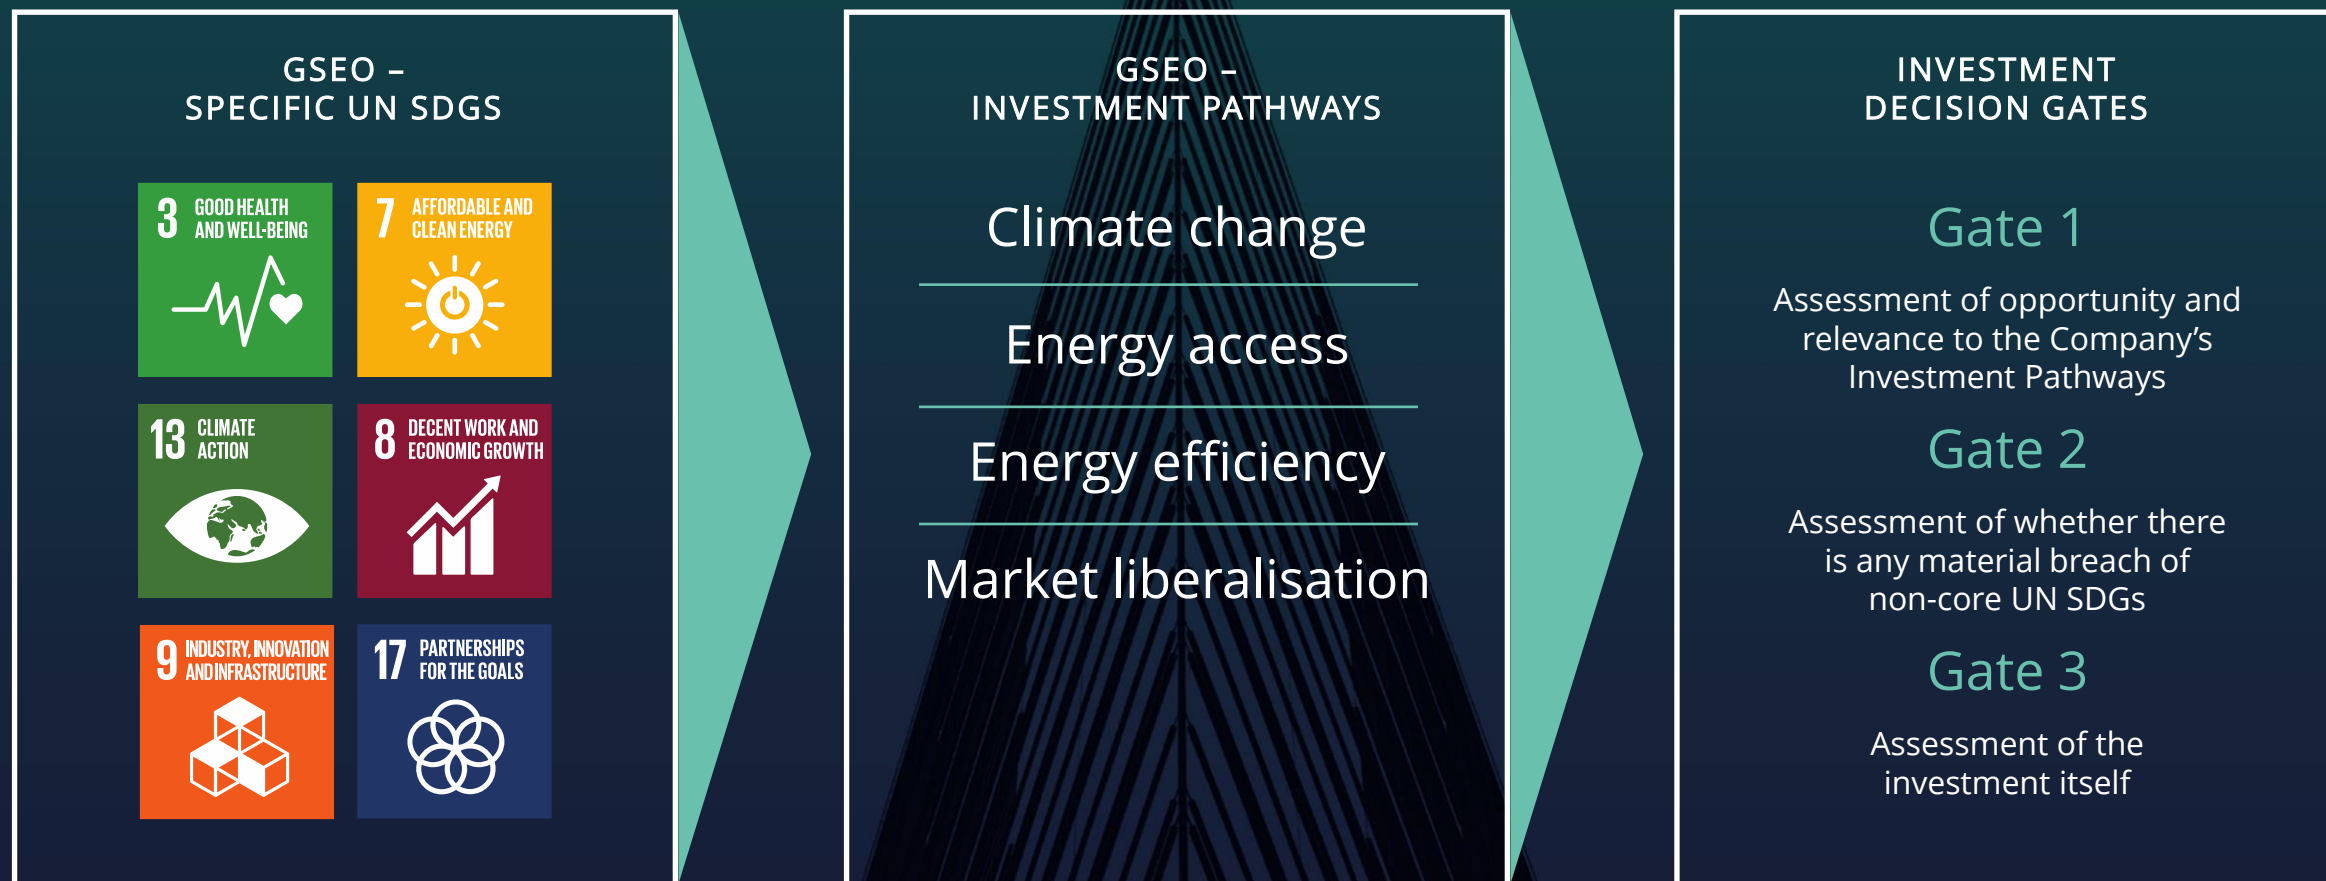 GSEO –
SPECIFIC UN SDGS
3 GOOD HEALTH
AND WELL-BEING
7 AFFORDABLE AND
CLEAN ENERGY
13 CLIMATE
ACTION
8 DECENT WORK AND
ECONOMIC GROWTH
9 INDUSTRY, INNOVATION
AND INFRASTRUCTURE
17 PARTNERSHIPS
FOR THE GOALS
GSEO –
INVESTMENT PATHWAYS
Climate change
Energy access
Energy efficiency
Market liberalisation
INVESTMENT
DECISION GATES
Gate 1
Assessment of opportunity and
relevance to the Company’s
Investment Pathways
Gate 2
Assessment of whether there
is any material breach of
non-core UN SDGs
Gate 3
Assessment of the
investment itself